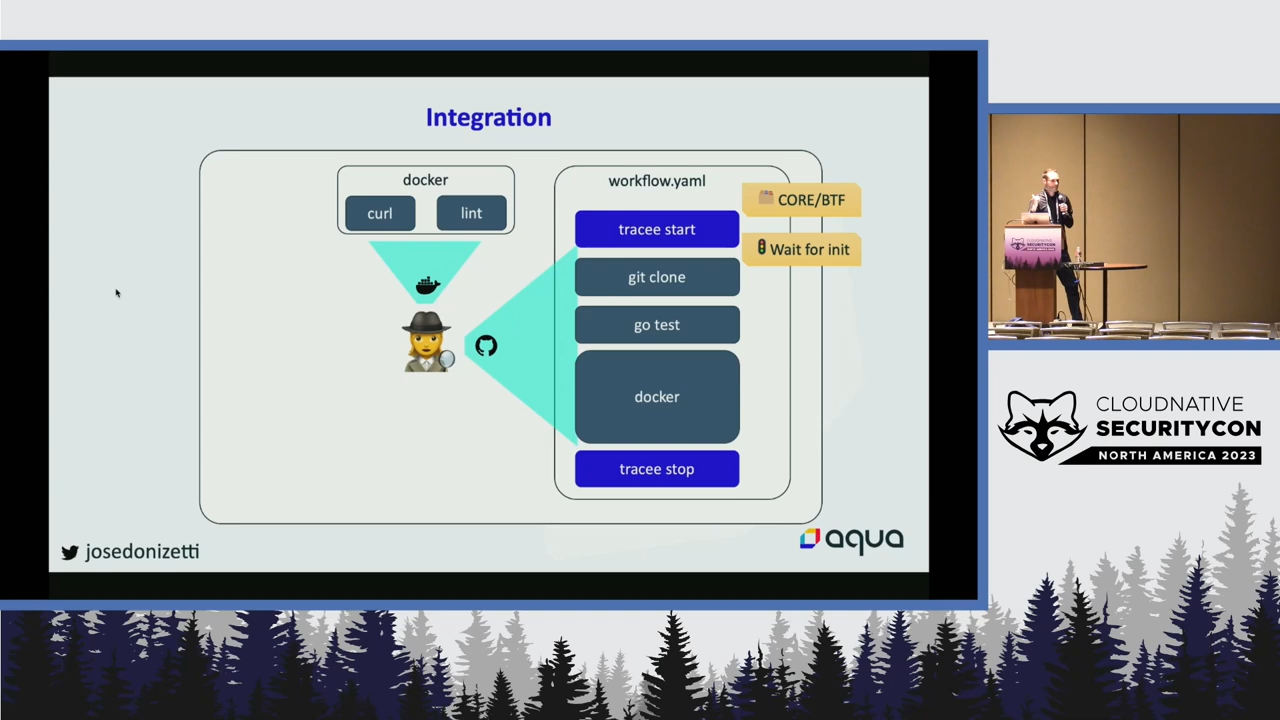 Integration
docker
curl
lint
workflow.yaml
tracee start
git clone
go test
docker
tracee stop
CORE/BTF
Wait for init
josedonizetti
aqua
CLOUDNATIVE
SECURITYCON
NORTH AMERICA 2023